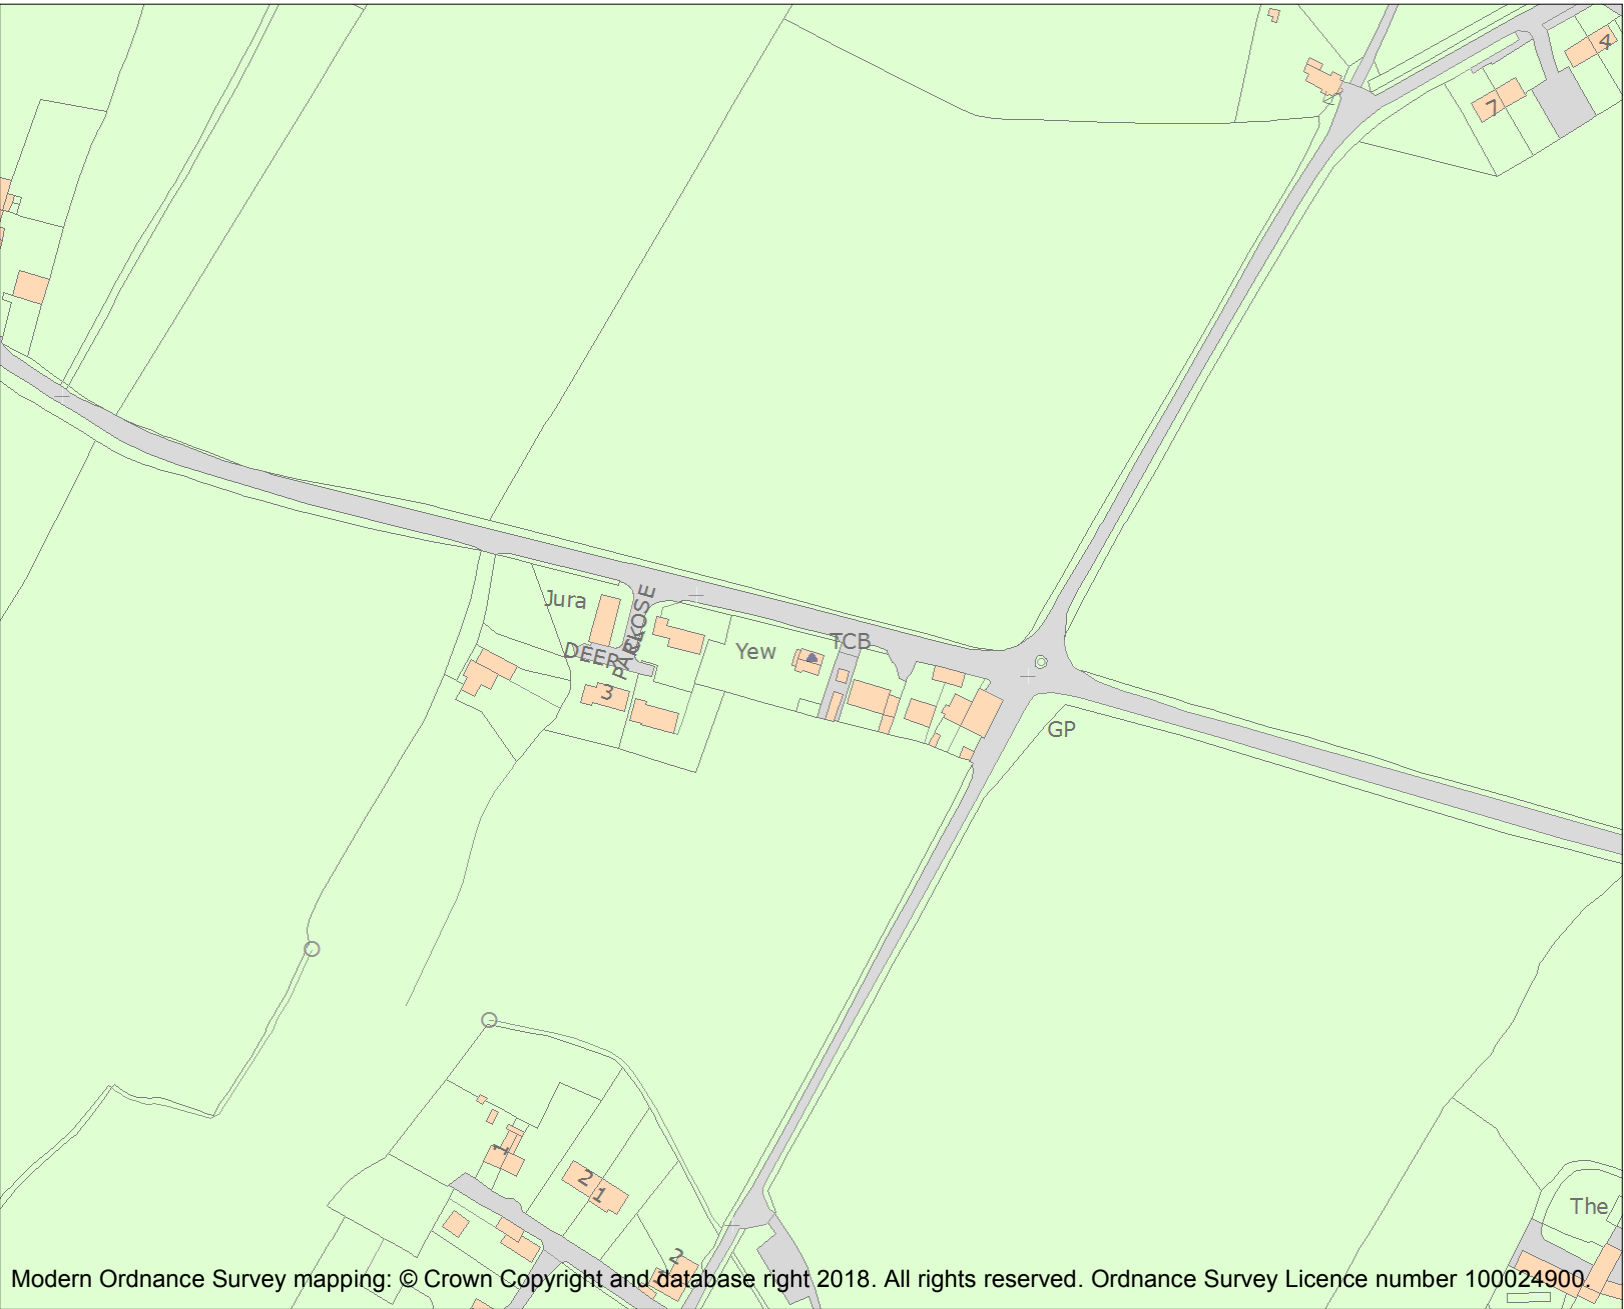 4
7
Jura
PARK
CLOSE
DEER
Yew
TCB
3
GP
1
2
1
The
2
1
Modern Ordnance Survey mapping: © Crown Copyright and database right 2018. All rights reserved. Ordnance Survey Licence number 100024900.